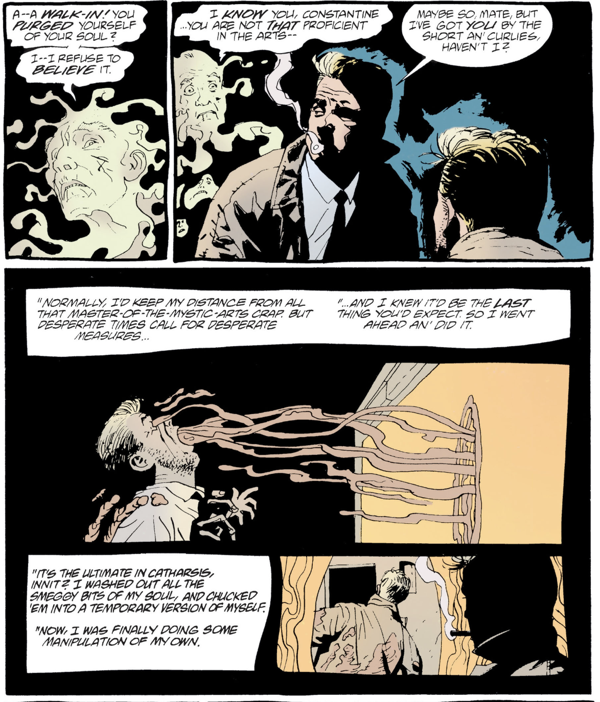 A--A WALK-IN! YOU
PURGED YOURSELF
OF YOUR SOUL?
I--I REFUSE TO
BELIEVE IT.
I KNOW YOU, CONSTANTINE
...YOU ARE NOT THAT PROFICIENT
IN THE ARTS--
MAYBE SO, MATE, BUT
I'VE GOT YOU BY THE
SHORT AN' CURLIES,
HAVEN'T I?
"NORMALLY, I'D KEEP MY DISTANCE FROM ALL
THAT MASTER-OF-THE-MYSTIC-ARTS CRAP. BUT
DESPERATE TIMES CALL FOR DESPERATE
MEASURES...
"...AND I KNEW IT'D BE THE LAST
THING YOU'D EXPECT. SO I WENT
AHEAD AN' DID IT.
"IT'S THE ULTIMATE IN CATHARSIS,
INNIT? I WASHED OUT ALL THE
SMEGGY BITS OF MY SOUL, AND CHUCKED
'EM INTO A TEMPORARY VERSION OF MYSELF.
"NOW, I WAS FINALLY DOING SOME
MANIPULATION OF MY OWN.